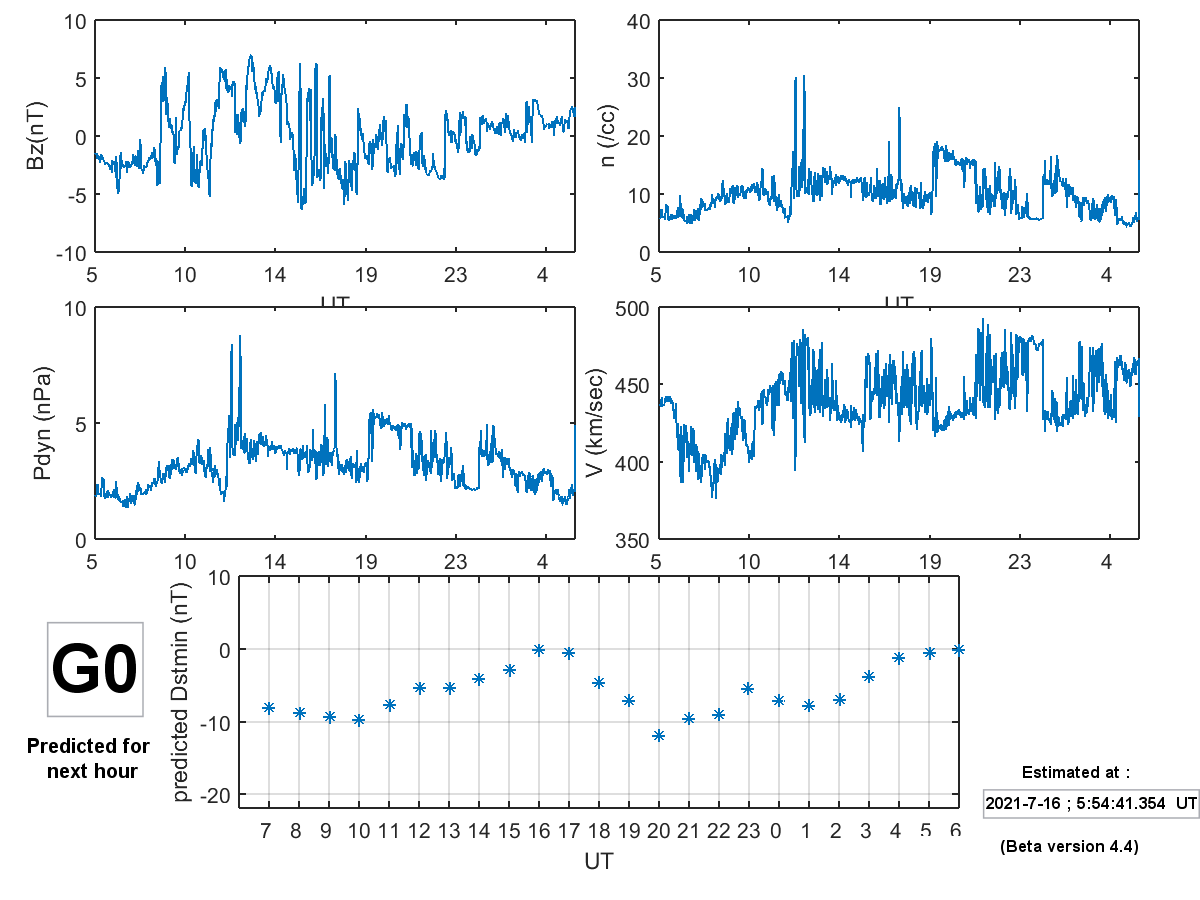 10
5
0
-5
-10
Bz(nT)
5 10 14 19 23 4
UT
40
30
20
10
0
n (/cc)
5 10 14 19 23 4
UT
10
5
0
Pdyn (nPa)
5 10 14 19 23 4
500
450
400
350
V (km/sec)
5 10 14 19 23 4
G0
Predicted for
next hour
10
0
-10
-20
predicted Dstmin (nT)
7 8 9 10 11 12 13 14 15 16 17 18 19 20 21 22 23 0 1 2 3 4 5 6
UT
Estimated at :
2021-7-16 ; 5:54:41.354 UT
(Beta version 4.4)